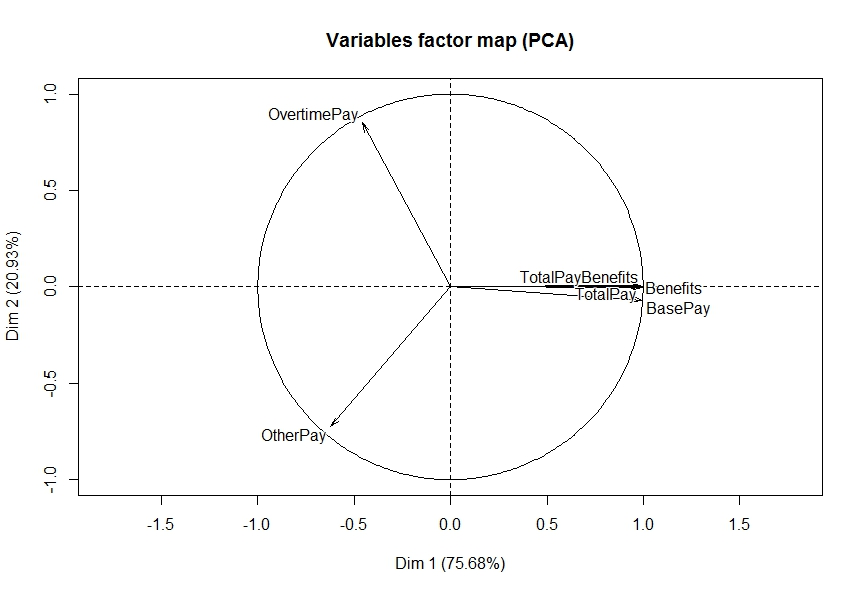 Variables factor map (PCA)
OvertimePay
TotalPayBenefits
Benefits
TotalPay
BasePay
OtherPay
1.0
0.5
0.0
-0.5
-1.0
Dim 2 (20.93%)
-1.5 -1.0 -0.5 0.0 0.5 1.0 1.5
Dim 1 (75.68%)